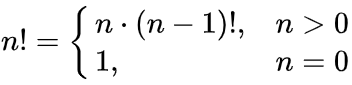 n! = { n · (n − 1)!, n > 0
1, n = 0